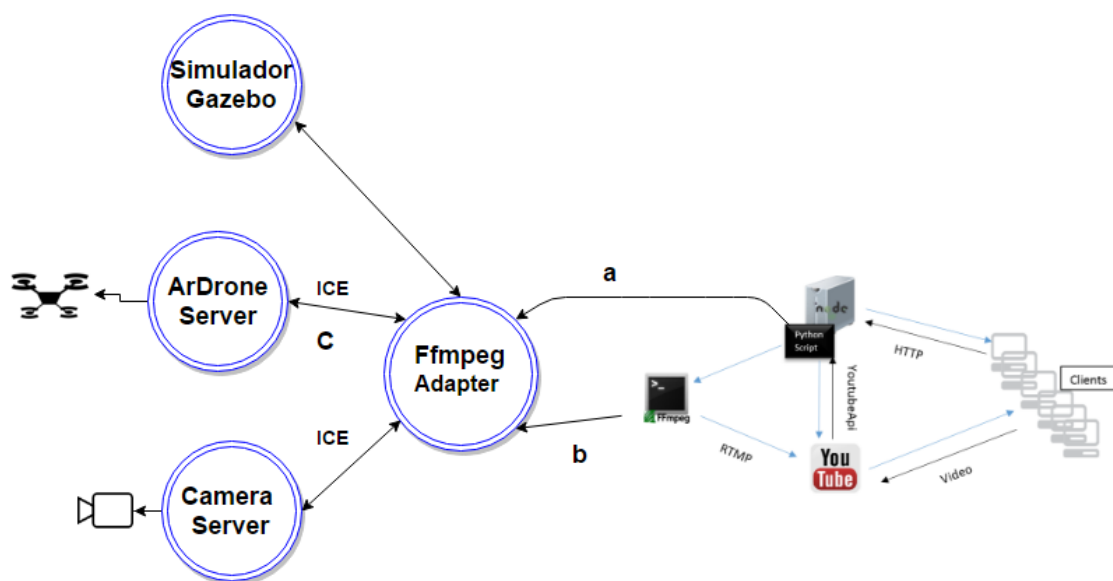 Simulador
Gazebo
ArDrone
Server
ICE
C
Ffmpeg
Adapter
ICE
Camera
Server
a
b
node
Python
Script
HTTP
Clients
>_
FFmpeg
YoutubeApi
RTMP
You
Tube
Video